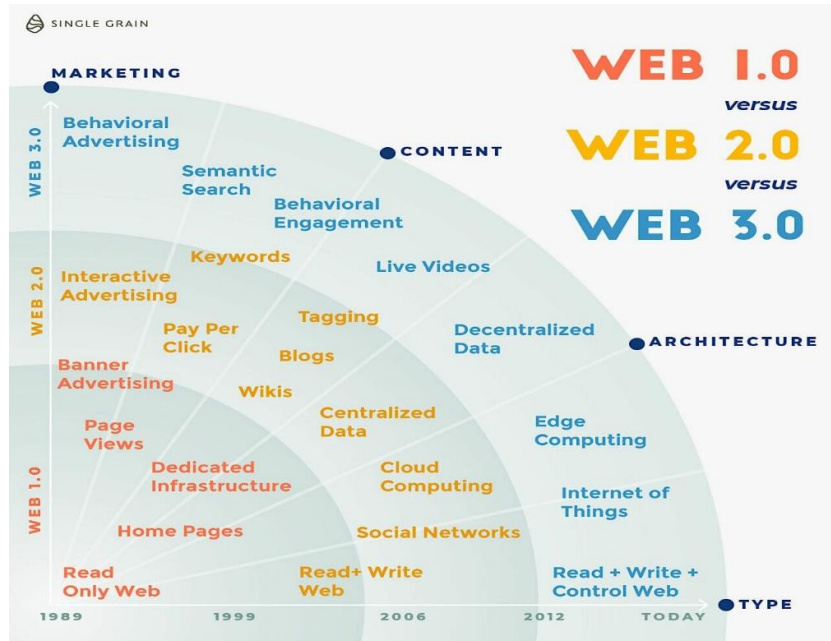 SINGLE GRAIN
WEB 1.0
versus
WEB 2.0
versus
WEB 3.0
MARKETING
CONTENT
ARCHITECTURE
TYPE
WEB 3.0
Behavioral
Advertising
Semantic
Search
Behavioral
Engagement
Live Videos
Decentralized
Data
Edge
Computing
Internet of
Things
Read + Write +
Control Web
WEB 2.0
Keywords
Interactive
Advertising
Pay Per
Click
Tagging
Blogs
Wikis
Centralized
Data
Cloud
Computing
Social Networks
Read+ Write
Web
WEB 1.0
Banner
Advertising
Page
Views
Dedicated
Infrastructure
Home Pages
Read
Only Web
1989
1999
2006
2012
TODAY